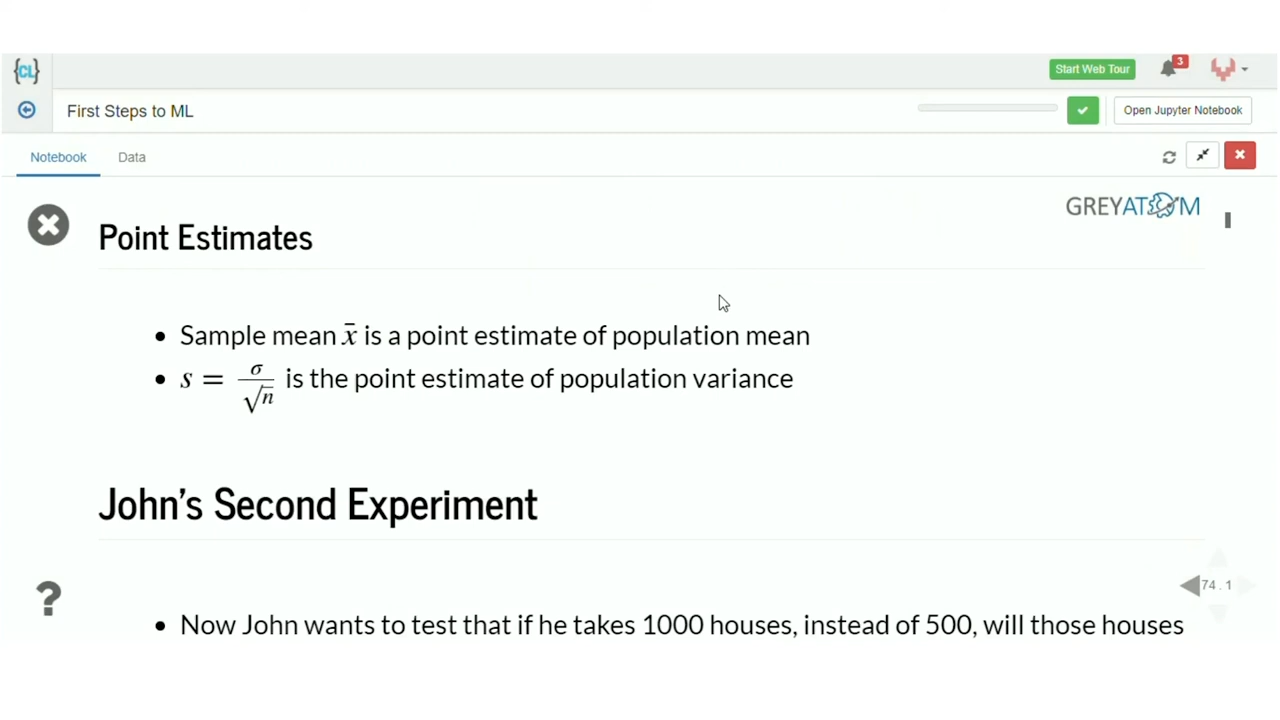 {CL}
Start Web Tour
3
First Steps to ML
Open Jupyter Notebook
Notebook
Data
GREYATOM
Point Estimates
• Sample mean x̄ is a point estimate of population mean
• s = σ/√n is the point estimate of population variance
John's Second Experiment
74.1
?
• Now John wants to test that if he takes 1000 houses, instead of 500, will those houses